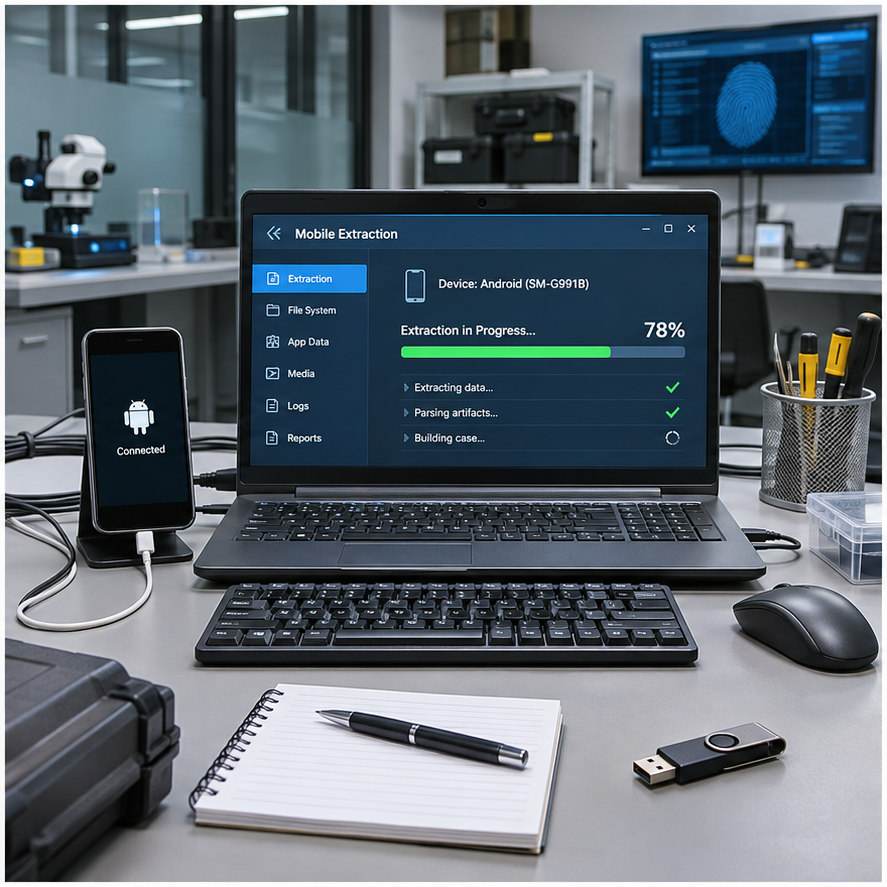 Mobile Extraction
Extraction
File System
App Data
Media
Logs
Reports
Device: Android (SM-G991B)
Extraction in Progress...
78%
Extracting data...
Parsing artifacts...
Building case...
Connected